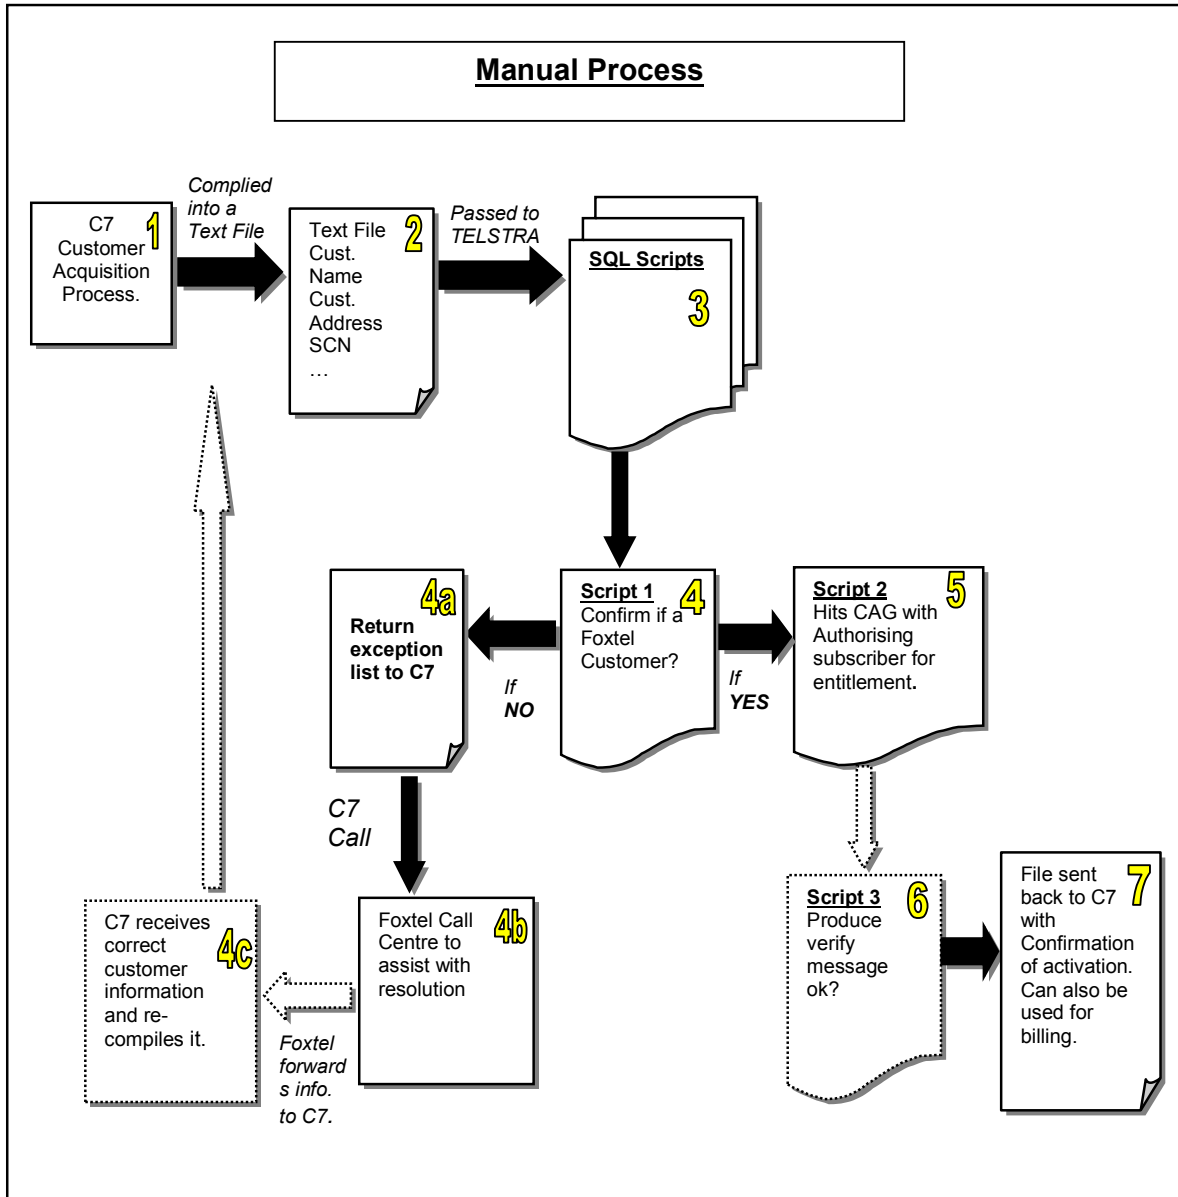 Manual Process
Complied
into a
Text File
Passed to
TELSTRA
C7
Customer
Acquisition
Process.
1
Text File
Cust.
Name
Cust.
Address
SCN
…
2
SQL Scripts
3
Return
exception
list to C7
4a
If
NO
Script 1
Confirm if a
Foxtel
Customer?
4
If
YES
Script 2
Hits CAG with
Authorising
subscriber for
entitlement.
5
C7
Call
C7 receives
correct
customer
information
and re-
compiles it.
4c
Foxtel
forward
s info.
to C7.
Foxtel Call
Centre to
assist with
resolution
4b
Script 3
Produce
verify
message
ok?
6
File sent
back to C7
with
Confirmation
of activation.
Can also be
used for
billing.
7